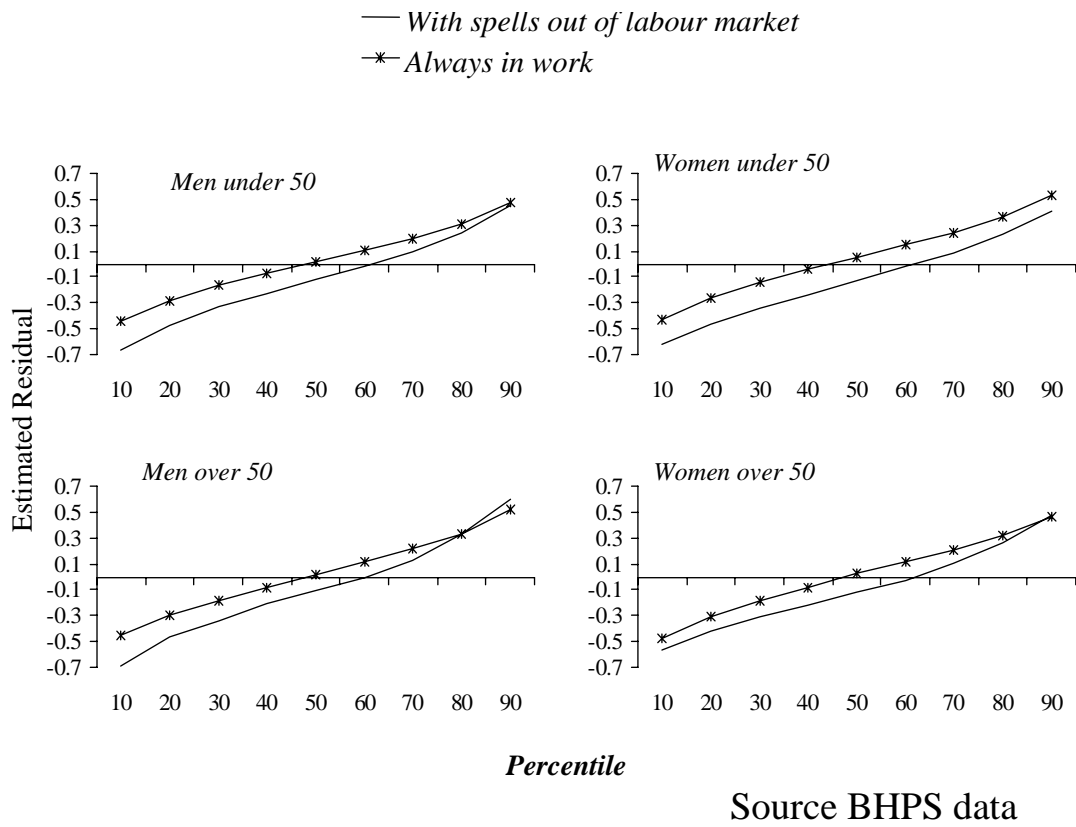 With spells out of labour market
Always in work
Estimated Residual
Men under 50
0.7
0.5
0.3
0.1
-0.1
-0.3
-0.5
-0.7
10 20 30 40 50 60 70 80 90
Women under 50
0.7
0.5
0.3
0.1
-0.1
-0.3
-0.5
-0.7
10 20 30 40 50 60 70 80 90
Men over 50
0.7
0.5
0.3
0.1
-0.1
-0.3
-0.5
-0.7
10 20 30 40 50 60 70 80 90
Women over 50
0.7
0.5
0.3
0.1
-0.1
-0.3
-0.5
-0.7
10 20 30 40 50 60 70 80 90
Percentile
Source BHPS data